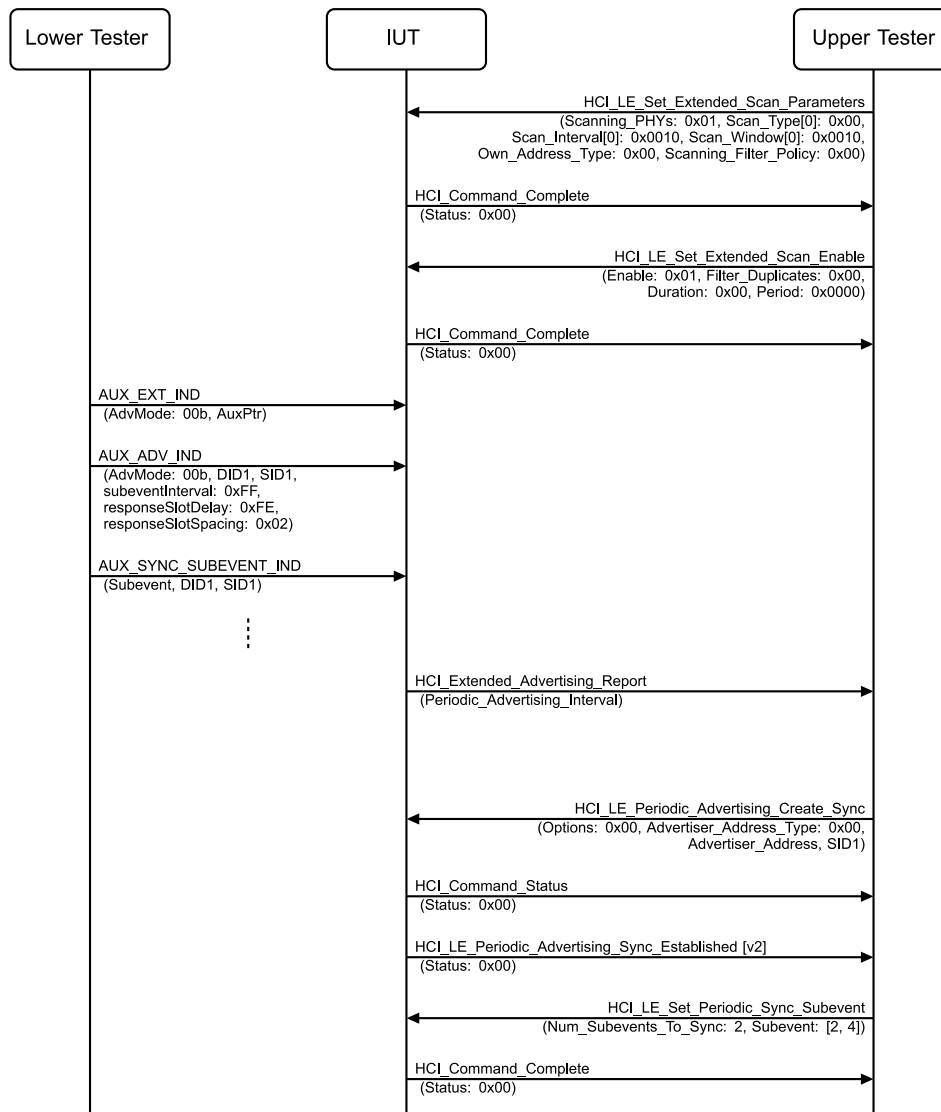 Lower Tester
IUT
Upper Tester
HCI_LE_Set_Extended_Scan_Parameters
(Scanning_PHYs: 0x01, Scan_Type[0]: 0x00,
Scan_Interval[0]: 0x0010, Scan_Window[0]: 0x0010,
Own_Address_Type: 0x00, Scanning_Filter_Policy: 0x00)
HCI_Command_Complete
(Status: 0x00)
HCI_LE_Set_Extended_Scan_Enable
(Enable: 0x01, Filter_Duplicates: 0x00,
Duration: 0x00, Period: 0x0000)
HCI_Command_Complete
(Status: 0x00)
AUX_EXT_IND
(AdvMode: 00b, AuxPtr)
AUX_ADV_IND
(AdvMode: 00b, DID1, SID1,
subeventInterval: 0xFF,
responseSlotDelay: 0xFE,
responseSlotSpacing: 0x02)
AUX_SYNC_SUBEVENT_IND
(Subevent, DID1, SID1)
HCI_Extended_Advertising_Report
(Periodic_Advertising_Interval)
HCI_LE_Periodic_Advertising_Create_Sync
(Options: 0x00, Advertiser_Address_Type: 0x00,
Advertiser_Address, SID1)
HCI_Command_Status
(Status: 0x00)
HCI_LE_Periodic_Advertising_Sync_Established [v2]
(Status: 0x00)
HCI_LE_Set_Periodic_Sync_Subevent
(Num_Subevents_To_Sync: 2, Subevent: [2, 4])
HCI_Command_Complete
(Status: 0x00)